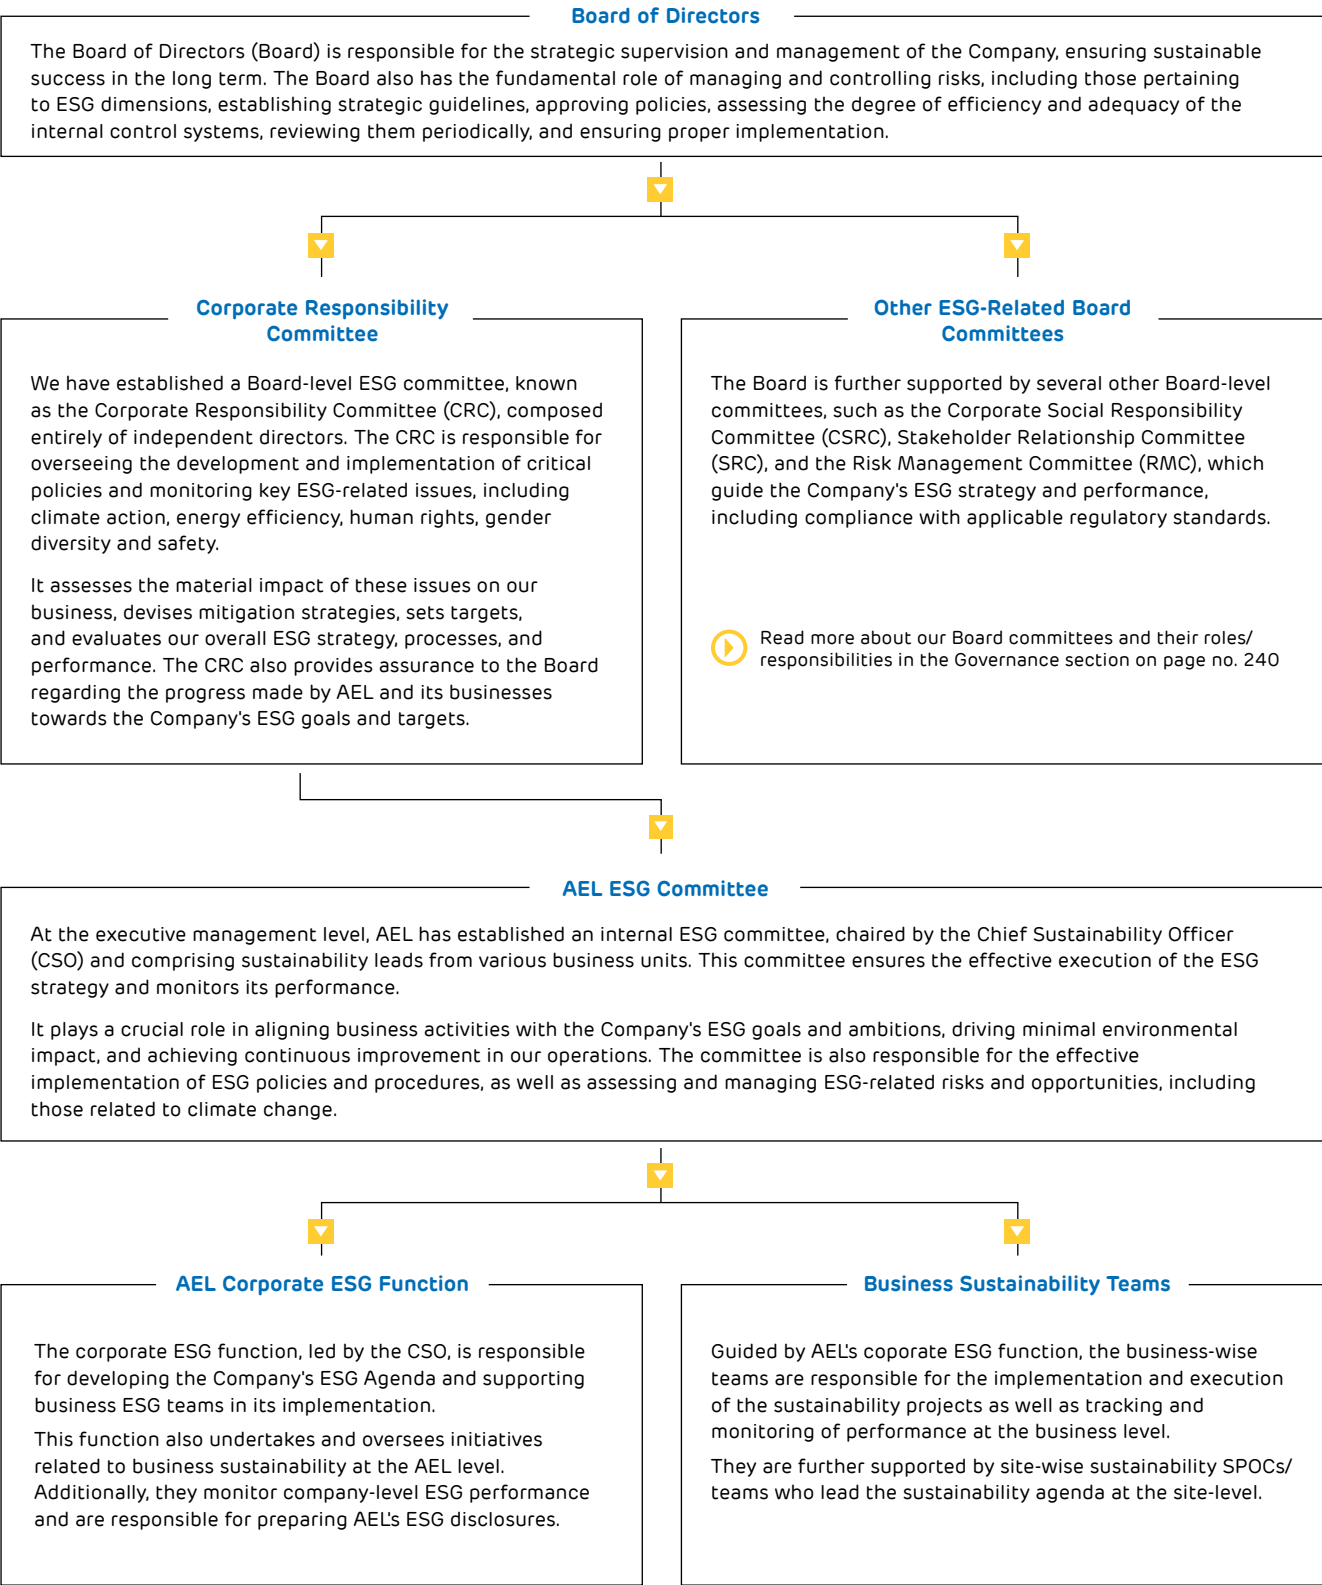 Board of Directors
The Board of Directors (Board) is responsible for the strategic supervision and management of the Company, ensuring sustainable
success in the long term. The Board also has the fundamental role of managing and controlling risks, including those pertaining
to ESG dimensions, establishing strategic guidelines, approving policies, assessing the degree of efficiency and adequacy of the
internal control systems, reviewing them periodically, and ensuring proper implementation.
Corporate Responsibility
Committee
We have established a Board-level ESG committee, known
as the Corporate Responsibility Committee (CRC), composed
entirely of independent directors. The CRC is responsible for
overseeing the development and implementation of critical
policies and monitoring key ESG-related issues, including
climate action, energy efficiency, human rights, gender
diversity and safety.
It assesses the material impact of these issues on our
business, devises mitigation strategies, sets targets,
and evaluates our overall ESG strategy, processes, and
performance. The CRC also provides assurance to the Board
regarding the progress made by AEL and its businesses
towards the Company's ESG goals and targets.
Other ESG-Related Board
Committees
The Board is further supported by several other Board-level
committees, such as the Corporate Social Responsibility
Committee (CSRC), Stakeholder Relationship Committee
(SRC), and the Risk Management Committee (RMC), which
guide the Company's ESG strategy and performance,
including compliance with applicable regulatory standards.
Read more about our Board committees and their roles/
responsibilities in the Governance section on page no. 240
AEL ESG Committee
At the executive management level, AEL has established an internal ESG committee, chaired by the Chief Sustainability Officer
(CSO) and comprising sustainability leads from various business units. This committee ensures the effective execution of the ESG
strategy and monitors its performance.
It plays a crucial role in aligning business activities with the Company's ESG goals and ambitions, driving minimal environmental
impact, and achieving continuous improvement in our operations. The committee is also responsible for the effective
implementation of ESG policies and procedures, as well as assessing and managing ESG-related risks and opportunities, including
those related to climate change.
AEL Corporate ESG Function
The corporate ESG function, led by the CSO, is responsible
for developing the Company's ESG Agenda and supporting
business ESG teams in its implementation.
This function also undertakes and oversees initiatives
related to business sustainability at the AEL level.
Additionally, they monitor company-level ESG performance
and are responsible for preparing AEL's ESG disclosures.
Business Sustainability Teams
Guided by AEL's coporate ESG function, the business-wise
teams are responsible for the implementation and execution
of the sustainability projects as well as tracking and
monitoring of performance at the business level.
They are further supported by site-wise sustainability SPOCs/
teams who lead the sustainability agenda at the site-level.